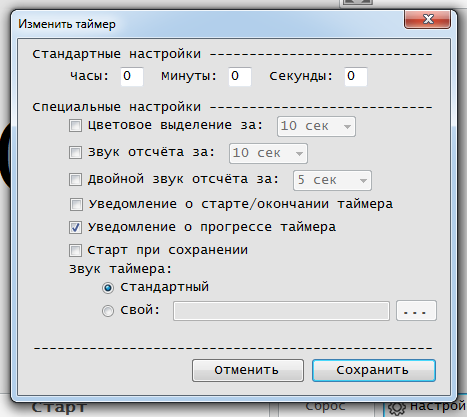 Изменить таймер
Стандартные настройки --------------------------
Часы: 0 Минуты: 0 Секунды: 0
Специальные настройки --------------------------
Цветовое выделение за: 10 сек
Звук отсчёта за: 10 сек
Двойной звук отсчёта за: 5 сек
Уведомление о старте/окончании таймера
Уведомление о прогрессе таймера
Старт при сохранении
Звук таймера:
Стандартный
Свой: ...
--------------------------------------------------
Отменить Сохранить
Старт Сброс Настрой